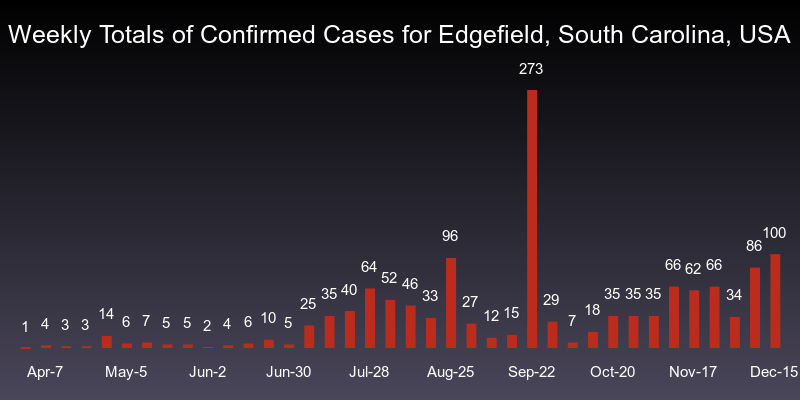 Weekly Totals of Confirmed Cases for Edgefield, South Carolina, USA
273
96
100
86
64
66 62 66
52
46
25 35 40
33
27
12 15
29
7
18
35 35 35
34
1 4 3 3 14 6 7 5 5 2 4 6 10 5
Apr-7 May-5 Jun-2 Jun-30 Jul-28 Aug-25 Sep-22 Oct-20 Nov-17 Dec-15